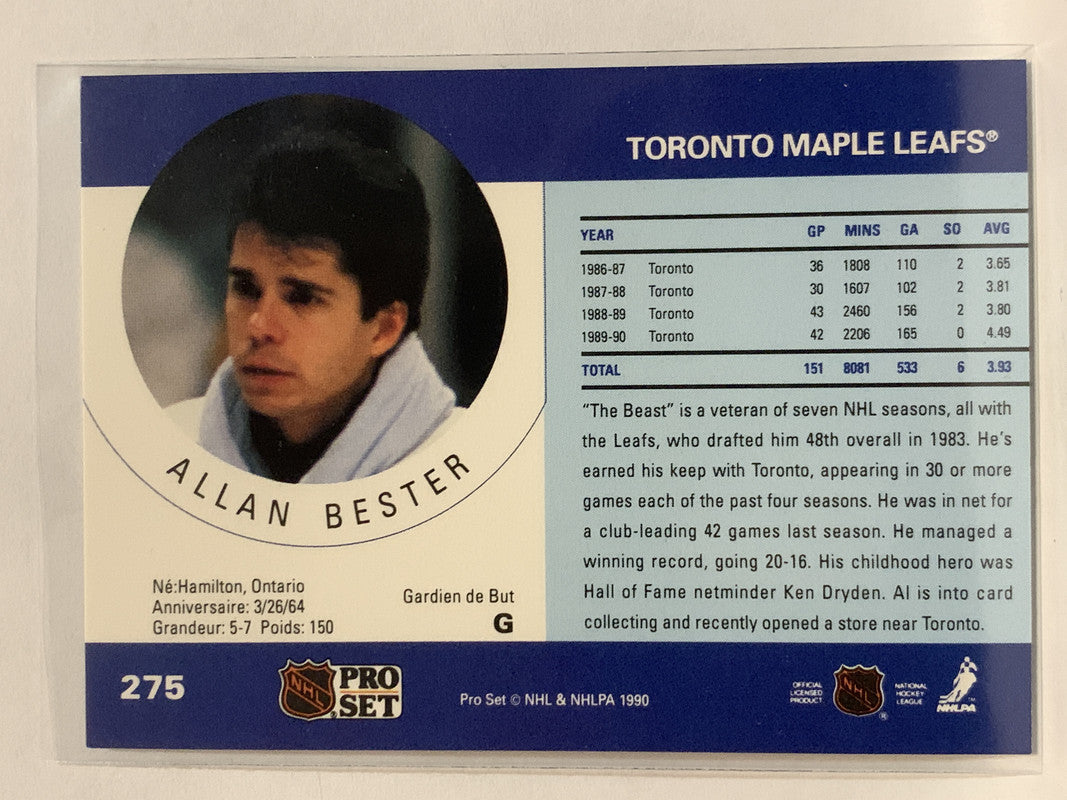 TORONTO MAPLE LEAFS®
YEAR GP MINS GA SO AVG
1986-87 Toronto 36 1808 110 2 3.65
1987-88 Toronto 30 1607 102 2 3.81
1988-89 Toronto 43 2460 156 2 3.80
1989-90 Toronto 42 2206 165 0 4.49
TOTAL 151 8081 533 6 3.93
"The Beast" is a veteran of seven NHL seasons, all with
the Leafs, who drafted him 48th overall in 1983. He's
earned his keep with Toronto, appearing in 30 or more
games each of the past four seasons. He was in net for
a club-leading 42 games last season. He managed a
winning record, going 20-16. His childhood hero was
Hall of Fame netminder Ken Dryden. Al is into card
collecting and recently opened a store near Toronto.
ALLAN BESTER
Né:Hamilton, Ontario
Anniversaire: 3/26/64
Grandeur: 5-7 Poids: 150
Gardien de But
G
275
NHL
®
PRO
SET
Pro Set © NHL & NHLPA 1990
OFFICIAL
LICENSED
PRODUCT
NHL
®
NATIONAL
HOCKEY
LEAGUE
NHLPA
™